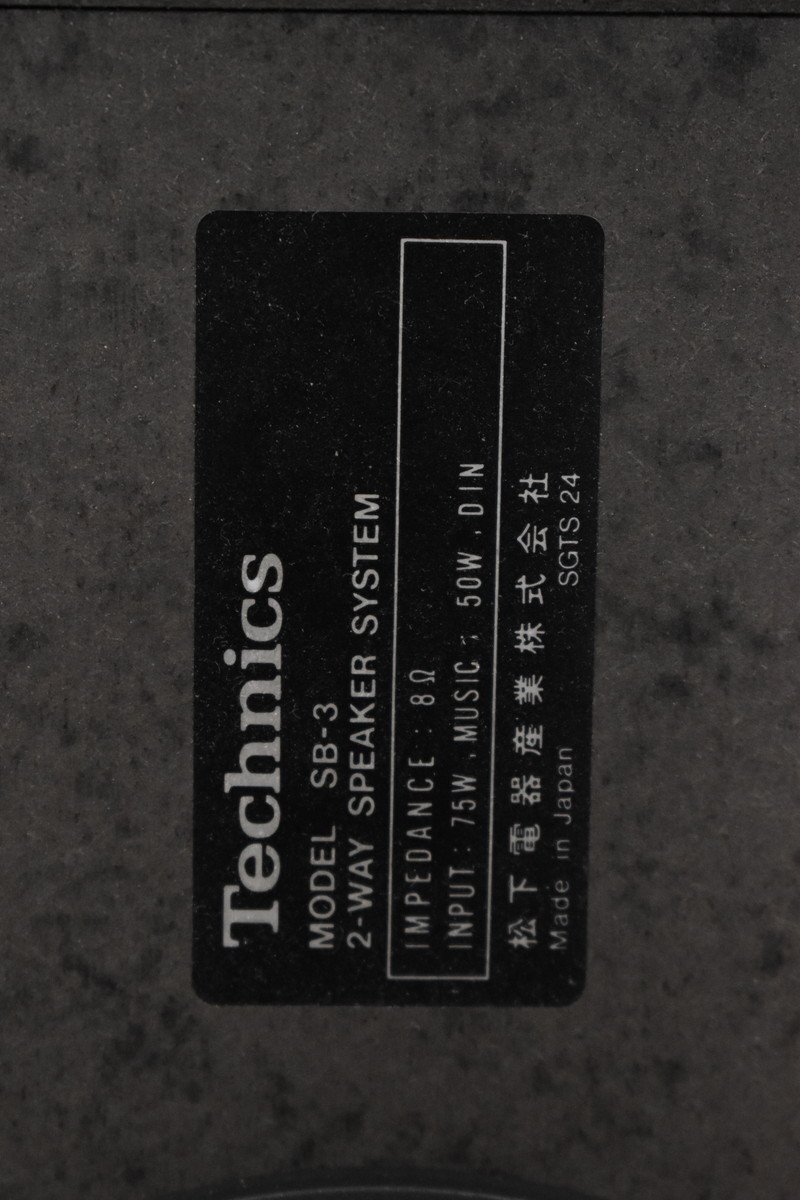 Technics
MODEL SB-3
2-WAY SPEAKER SYSTEM
IMPEDANCE : 8Ω
INPUT : 75W, MUSIC ; 50W, DIN
松下電器産業株式会社
Made in Japan SGTS 24